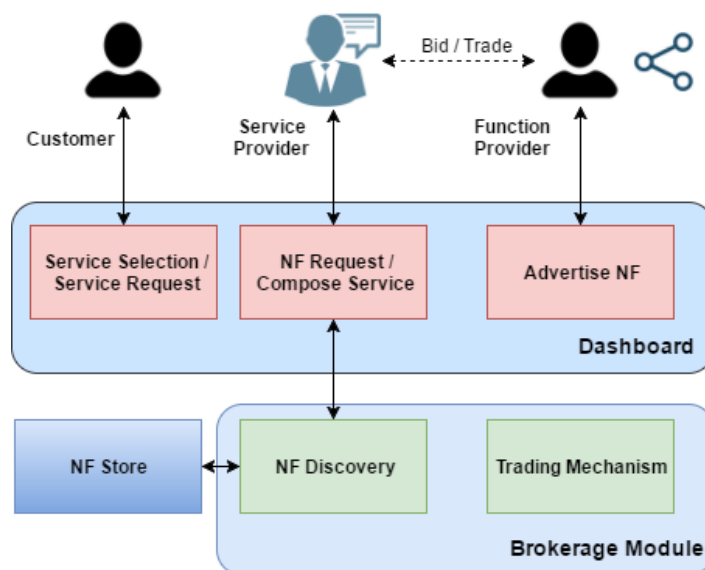 Bid / Trade
Customer
Service
Provider
Function
Provider
Service Selection /
Service Request
NF Request /
Compose Service
Advertise NF
Dashboard
NF Store
NF Discovery
Trading Mechanism
Brokerage Module